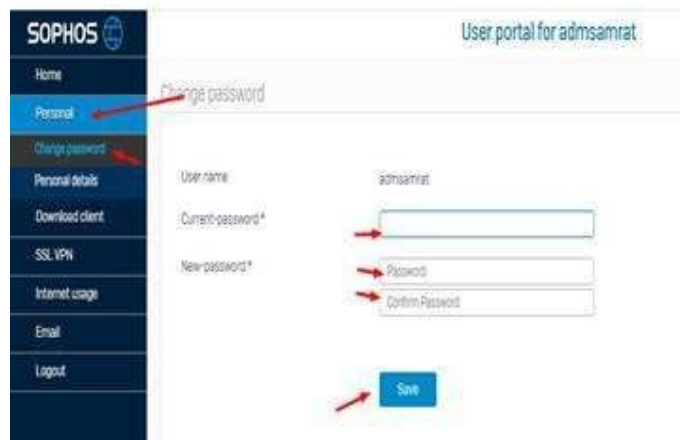 SOPHOS
User portal for admsamrat
Home
Personal
Change password
Personal details
Download client
SSL VPN
Internet usage
Email
Logout
Change password
User name
admsamrat
Current-password *
New-password *
Password
Confirm Password
Save